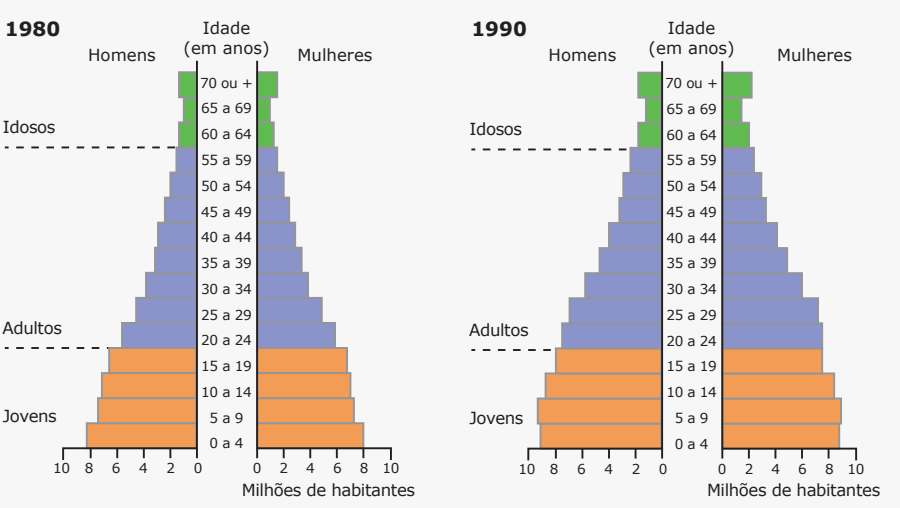 1980
Homens
Idade
(em anos)
Mulheres
70 ou +
65 a 69
60 a 64
55 a 59
50 a 54
45 a 49
40 a 44
35 a 39
30 a 34
25 a 29
20 a 24
15 a 19
10 a 14
5 a 9
0 a 4
Idosos
Adultos
Jovens
10 8 6 4 2 0
0 2 4 6 8 10
Milhões de habitantes
1990
Homens
Idade
(em anos)
Mulheres
70 ou +
65 a 69
60 a 64
55 a 59
50 a 54
45 a 49
40 a 44
35 a 39
30 a 34
25 a 29
20 a 24
15 a 19
10 a 14
5 a 9
0 a 4
Idosos
Adultos
Jovens
10 8 6 4 2 0
0 2 4 6 8 10
Milhões de habitantes